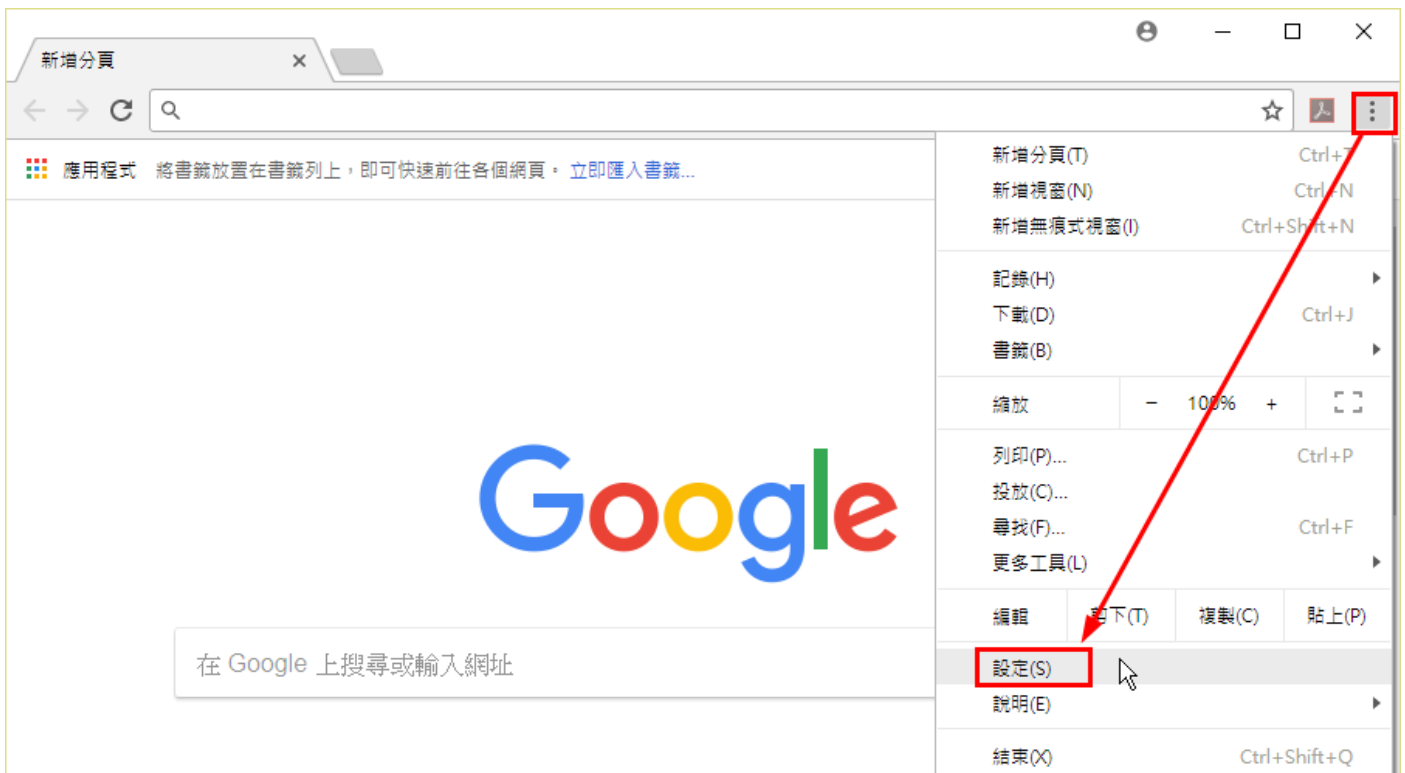 新增分頁
應用程式 將書籤放置在書籤列上，即可快速前往各個網頁。 立即匯入書籤...
新增分頁(T) Ctrl+T
新增視窗(N) Ctrl+N
新增無痕式視窗(I) Ctrl+Shift+N
記錄(H)
下載(D) Ctrl+J
書籤(B)
縮放 − 100% +
列印(P)... Ctrl+P
投放(C)...
尋找(F)... Ctrl+F
更多工具(L)
編輯 剪下(T) 複製(C) 貼上(P)
設定(S)
說明(E)
結束(X) Ctrl+Shift+Q
Google
在 Google 上搜尋或輸入網址